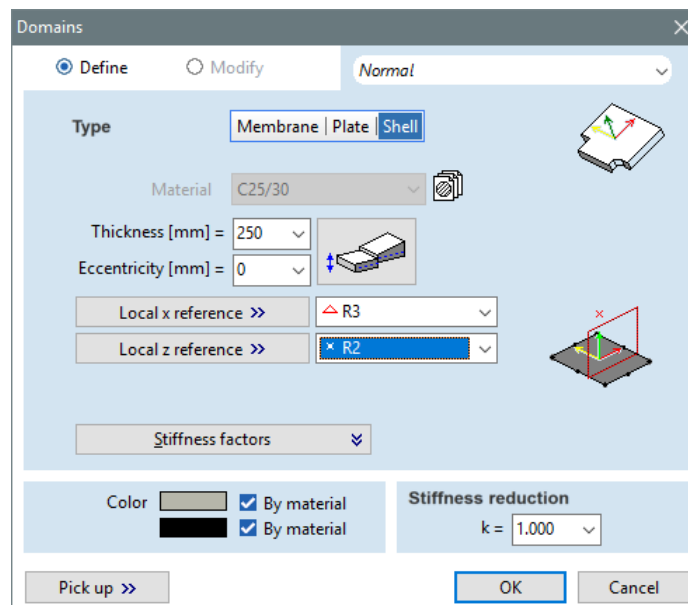 Domains
Define
Modify
Normal
Type
Membrane | Plate | Shell
Material
C25/30
Thickness [mm] = 250
Eccentricity [mm] = 0
Local x reference >>
R3
Local z reference >>
R2
Stiffness factors
Color
By material
By material
Stiffness reduction
k = 1.000
Pick up >>
OK
Cancel